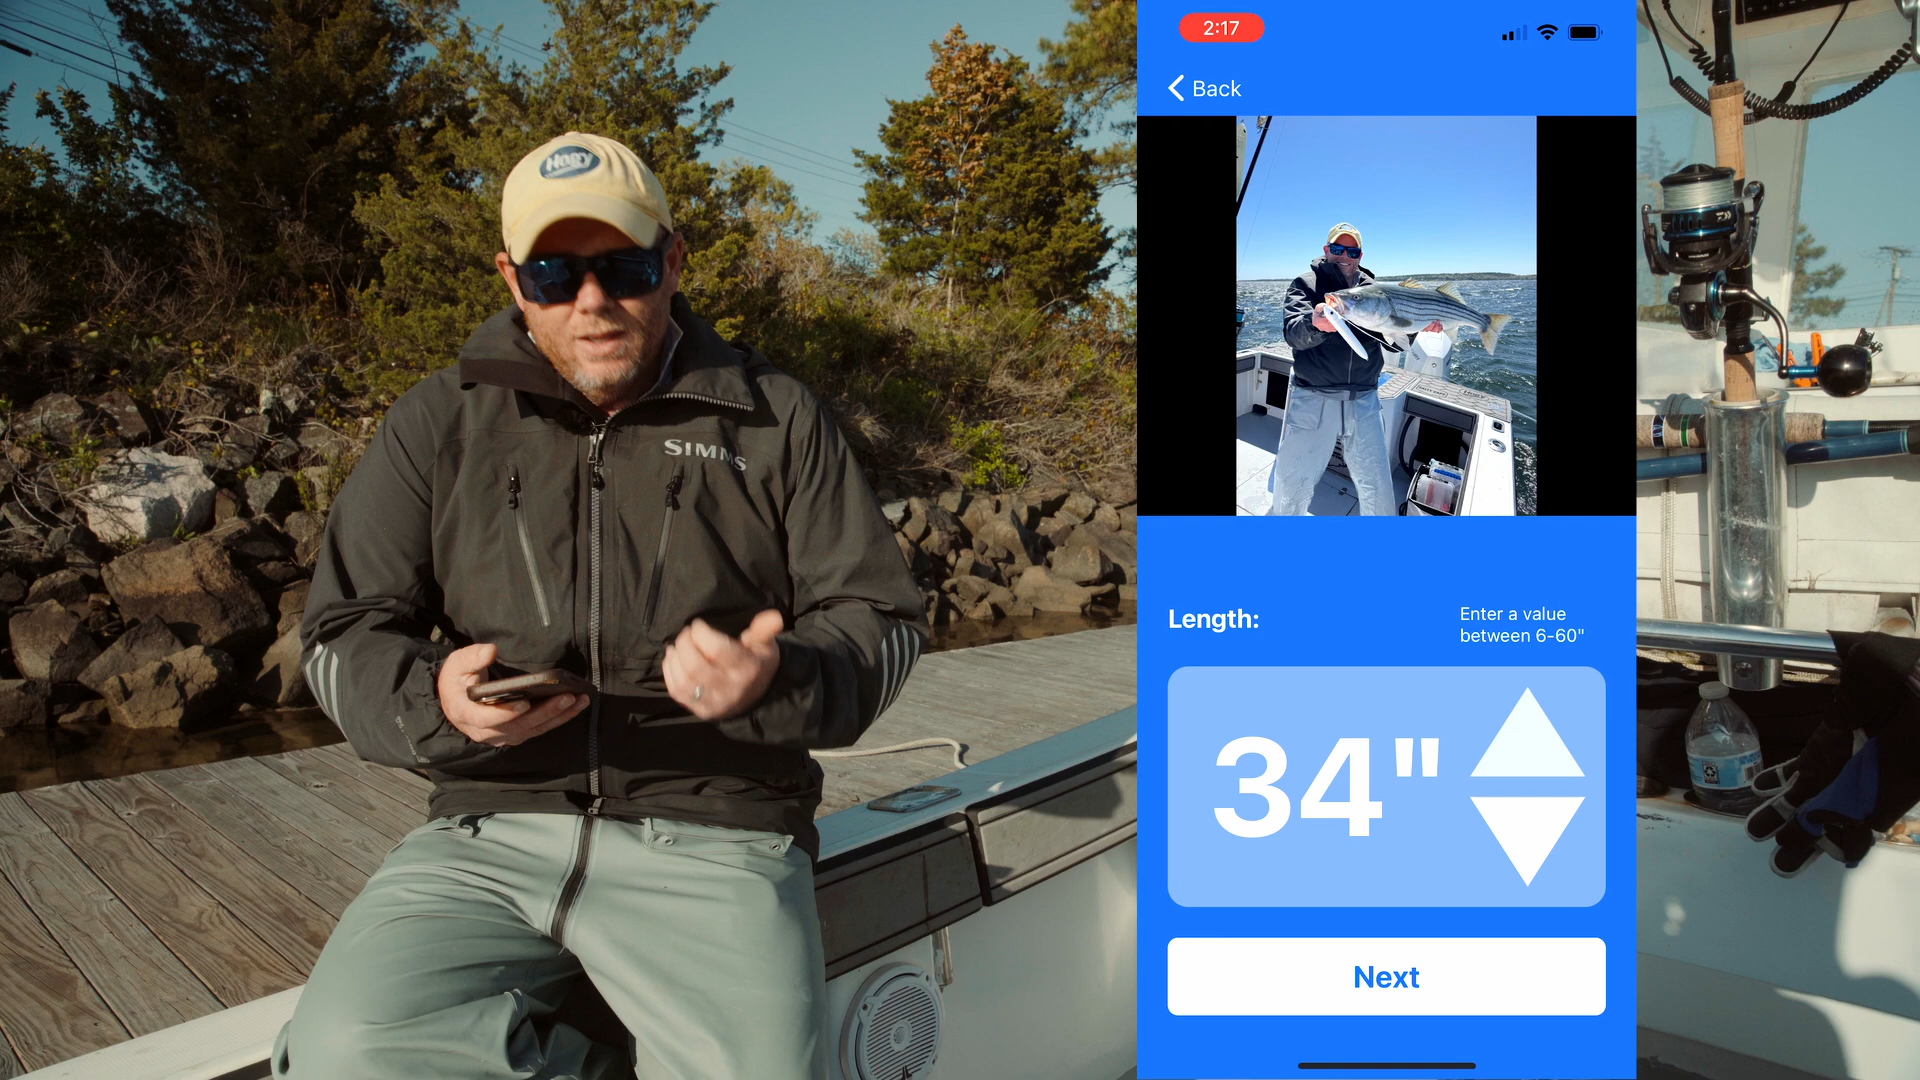 Hogy
SIMMS
2:17
Back
Length:
Enter a value
between 6-60"
34"
Next